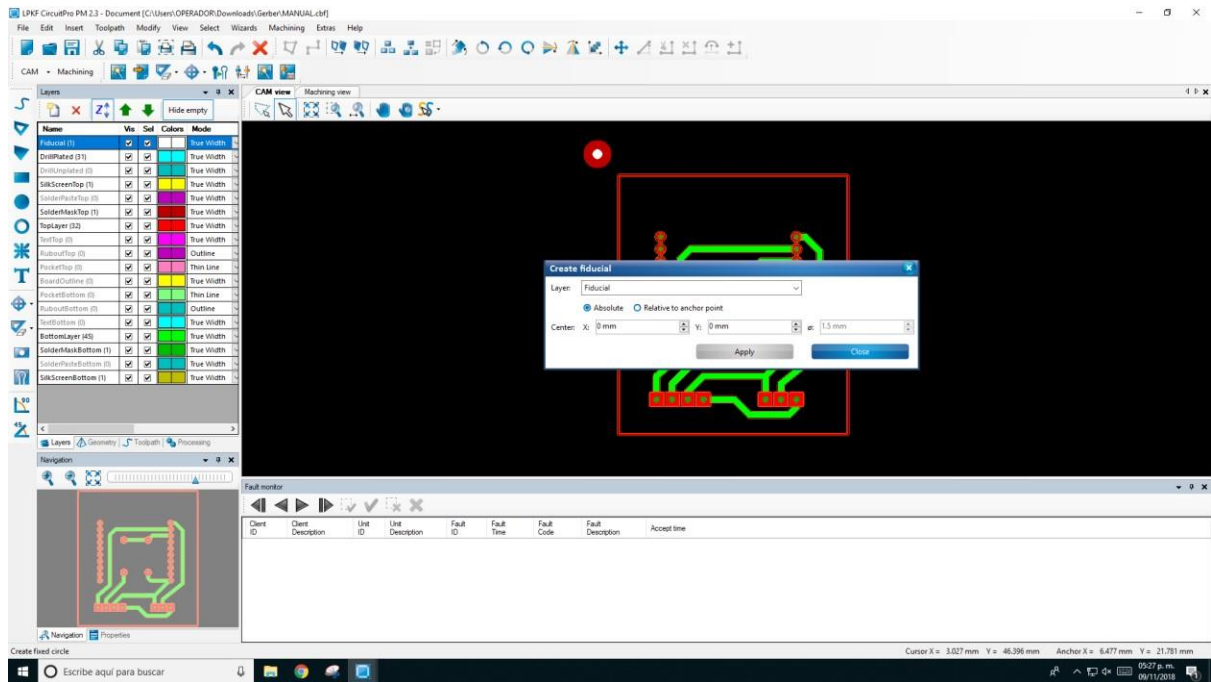 LPKF CircuitPro PM 2.3 - Document [C:\Users\OPERADOR\Downloads\Gerber\MANUAL.cbf]
File Edit Insert Toolpath Modify View Select Wizards Machining Extras Help
CAM - Machining
Layers
CAM view Machining view
Hide empty
Name Vis Sel Colors Mode
Fiducial (1) True Width
DrillPlated (31) True Width
DrillUnplated (0) True Width
SilkScreenTop (1) True Width
SolderPasteTop (0) True Width
SolderMaskTop (1) True Width
TopLayer (32) True Width
TextTop (0) True Width
RuboutTop (0) Outline
PocketTop (0) Thin Line
BoardOutline (0) True Width
PocketBottom (0) Thin Line
RuboutBottom (0) Outline
TextBottom (0) True Width
BottomLayer (45) True Width
SolderMaskBottom (1) True Width
SolderPasteBottom (0) True Width
SilkScreenBottom (1) True Width
Layers Geometry Toolpath Processing
Create fiducial
Layer: Fiducial
Absolute Relative to anchor point
Center: X: 0 mm Y: 0 mm ø: 1.5 mm
Apply Close
Navigation
Navigation Properties
Fault monitor
Client ID Client Description Unit ID Unit Description Fault ID Fault Time Fault Code Fault Description Accept time
Create fixed circle
Cursor X = 3.027 mm Y = 46.396 mm Anchor X = 6.477 mm Y = 21.781 mm
Escribe aquí para buscar
05:27 p. m.
09/11/2018